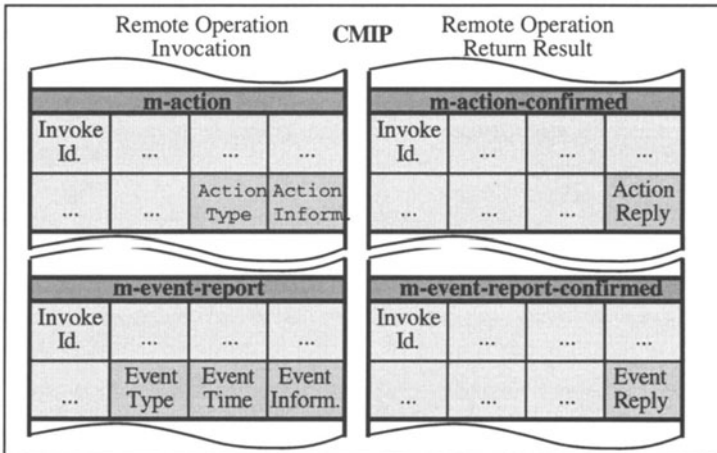 Remote Operation
Invocation
CMIP
Remote Operation
Return Result
m-action
Invoke
Id. ... ... ...
... ... Action Type Action Inform.
m-action-confirmed
Invoke
Id. ... ... ...
... ... ... Action Reply
m-event-report
Invoke
Id. ... ... ...
... Event Type Event Time Event Inform.
m-event-report-confirmed
Invoke
Id. ... ... ...
... ... ... Event Reply